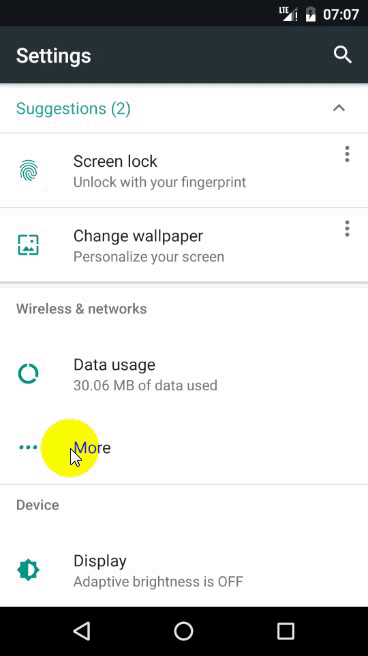 LTE 07:07
Settings
Suggestions (2)
Screen lock
Unlock with your fingerprint
Change wallpaper
Personalize your screen
Wireless & networks
Data usage
30.06 MB of data used
More
Device
Display
Adaptive brightness is OFF